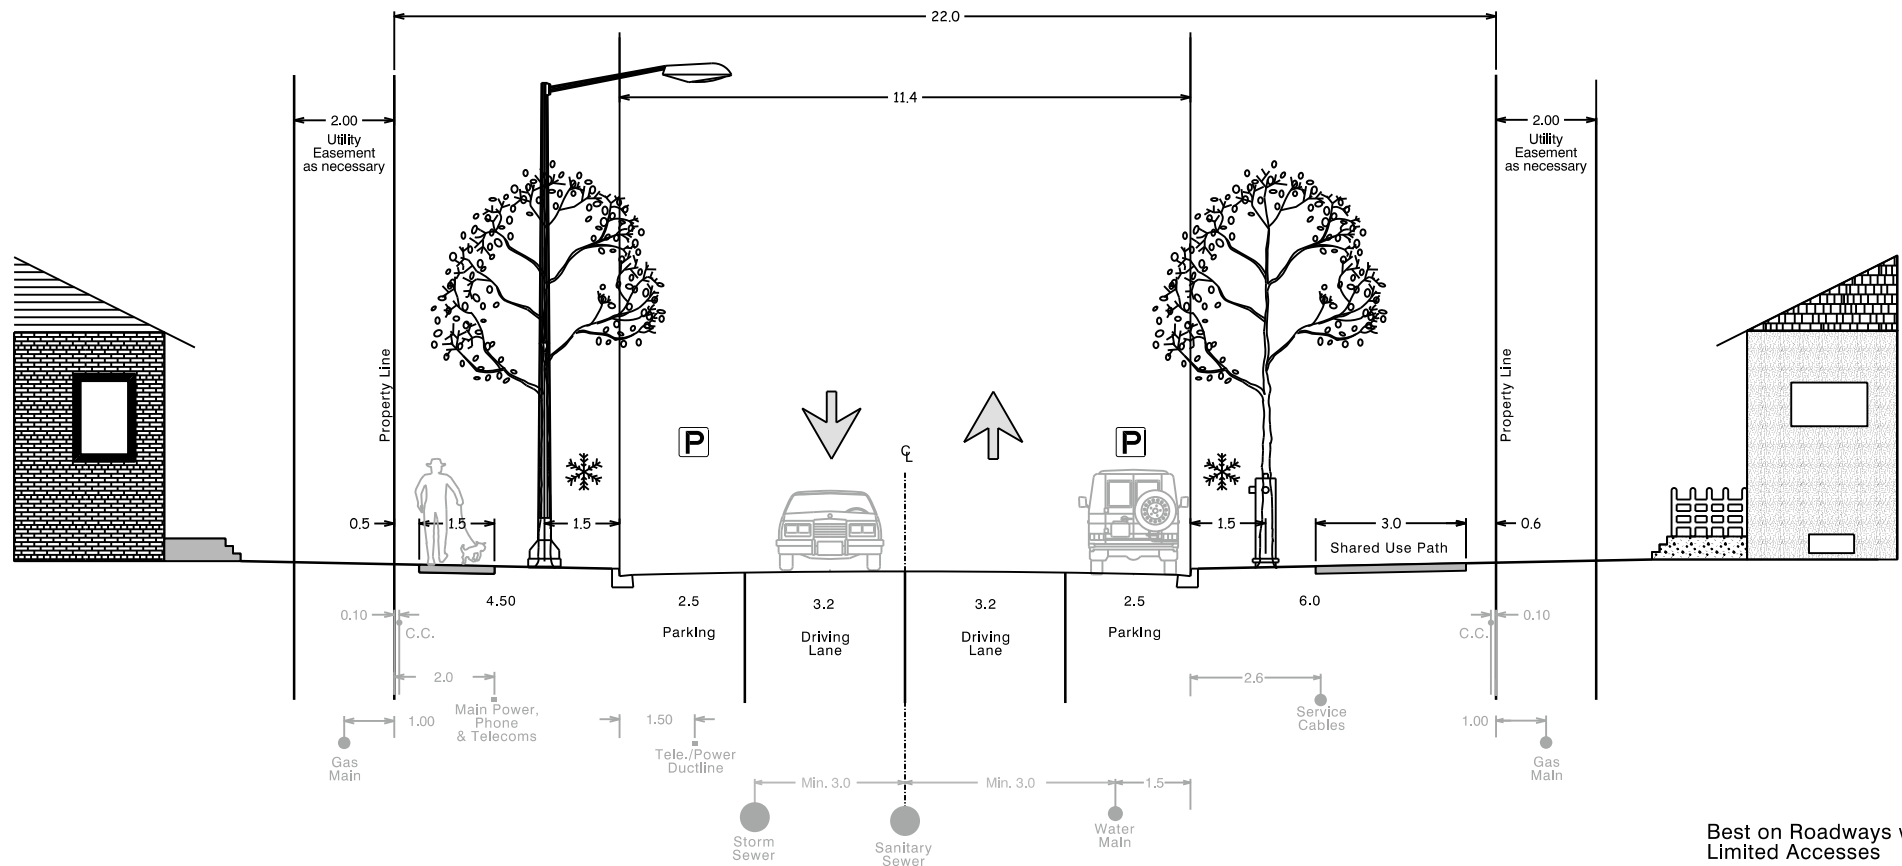 22.0
11.4
2.00
Utility
Easement
as necessary
2.00
Utility
Easement
as necessary
Property Line
Property Line
P
P
CL
0.5
1.5
1.5
1.5
3.0
0.6
Shared Use Path
4.50
2.5
3.2
3.2
2.5
6.0
Parking
Driving
Lane
Driving
Lane
Parking
0.10
C.C.
0.10
C.C.
2.0
Main Power,
Phone
& Telecoms
2.6
Service
Cables
1.00
Gas
Main
1.50
Tele./Power
Ductline
1.00
Gas
Main
Min. 3.0
Min. 3.0
1.5
Storm
Sewer
Sanitary
Sewer
Water
Main
Best on Roadways
Limited Accesses